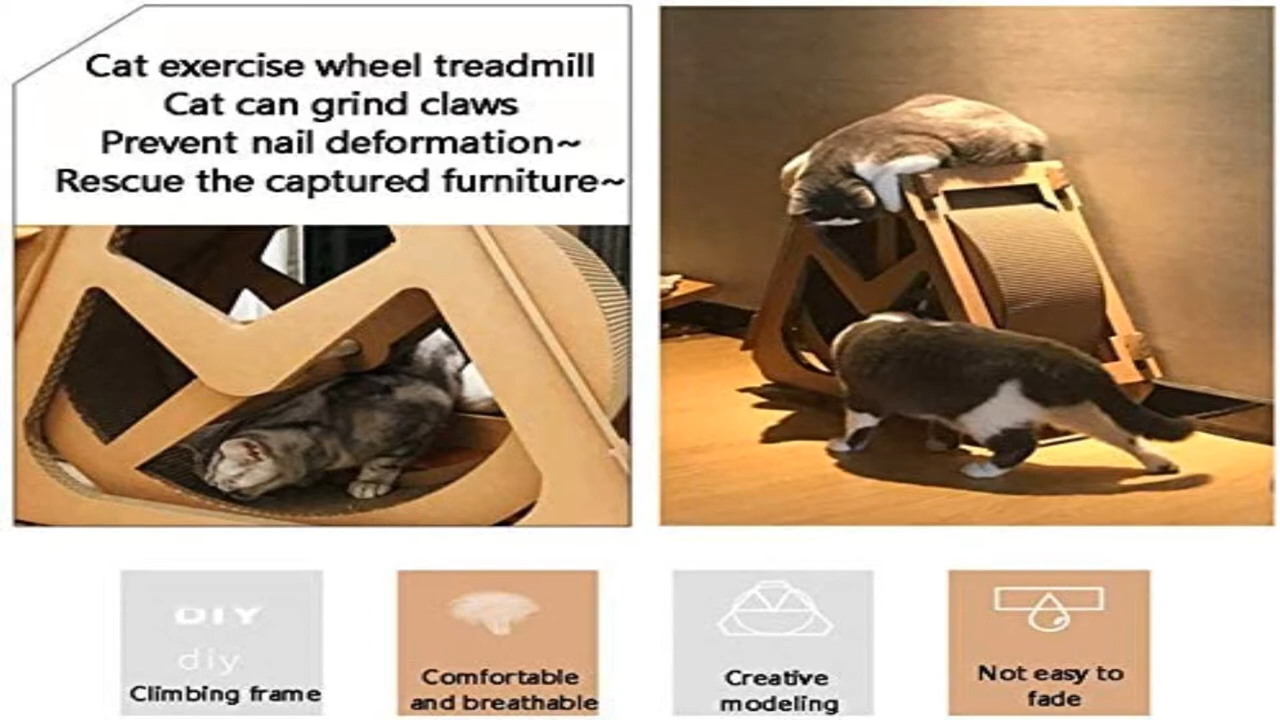 Cat exercise wheel treadmill
Cat can grind claws
Prevent nail deformation~
Rescue the captured furniture~
DIY
diy
Climbing frame
Comfortable
and breathable
Creative
modeling
Not easy to
fade